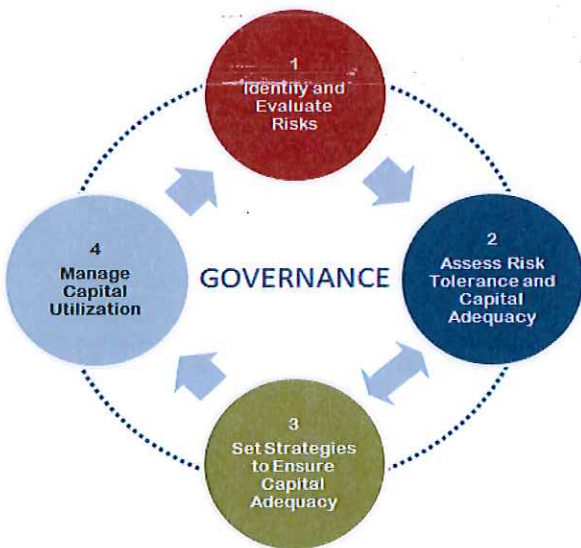 1
Identify and
Evaluate
Risks
2
Assess Risk
Tolerance and
Capital
Adequacy
GOVERNANCE
4
Manage
Capital
Utilization
3
Set Strategies
to Ensure
Capital
Adequacy